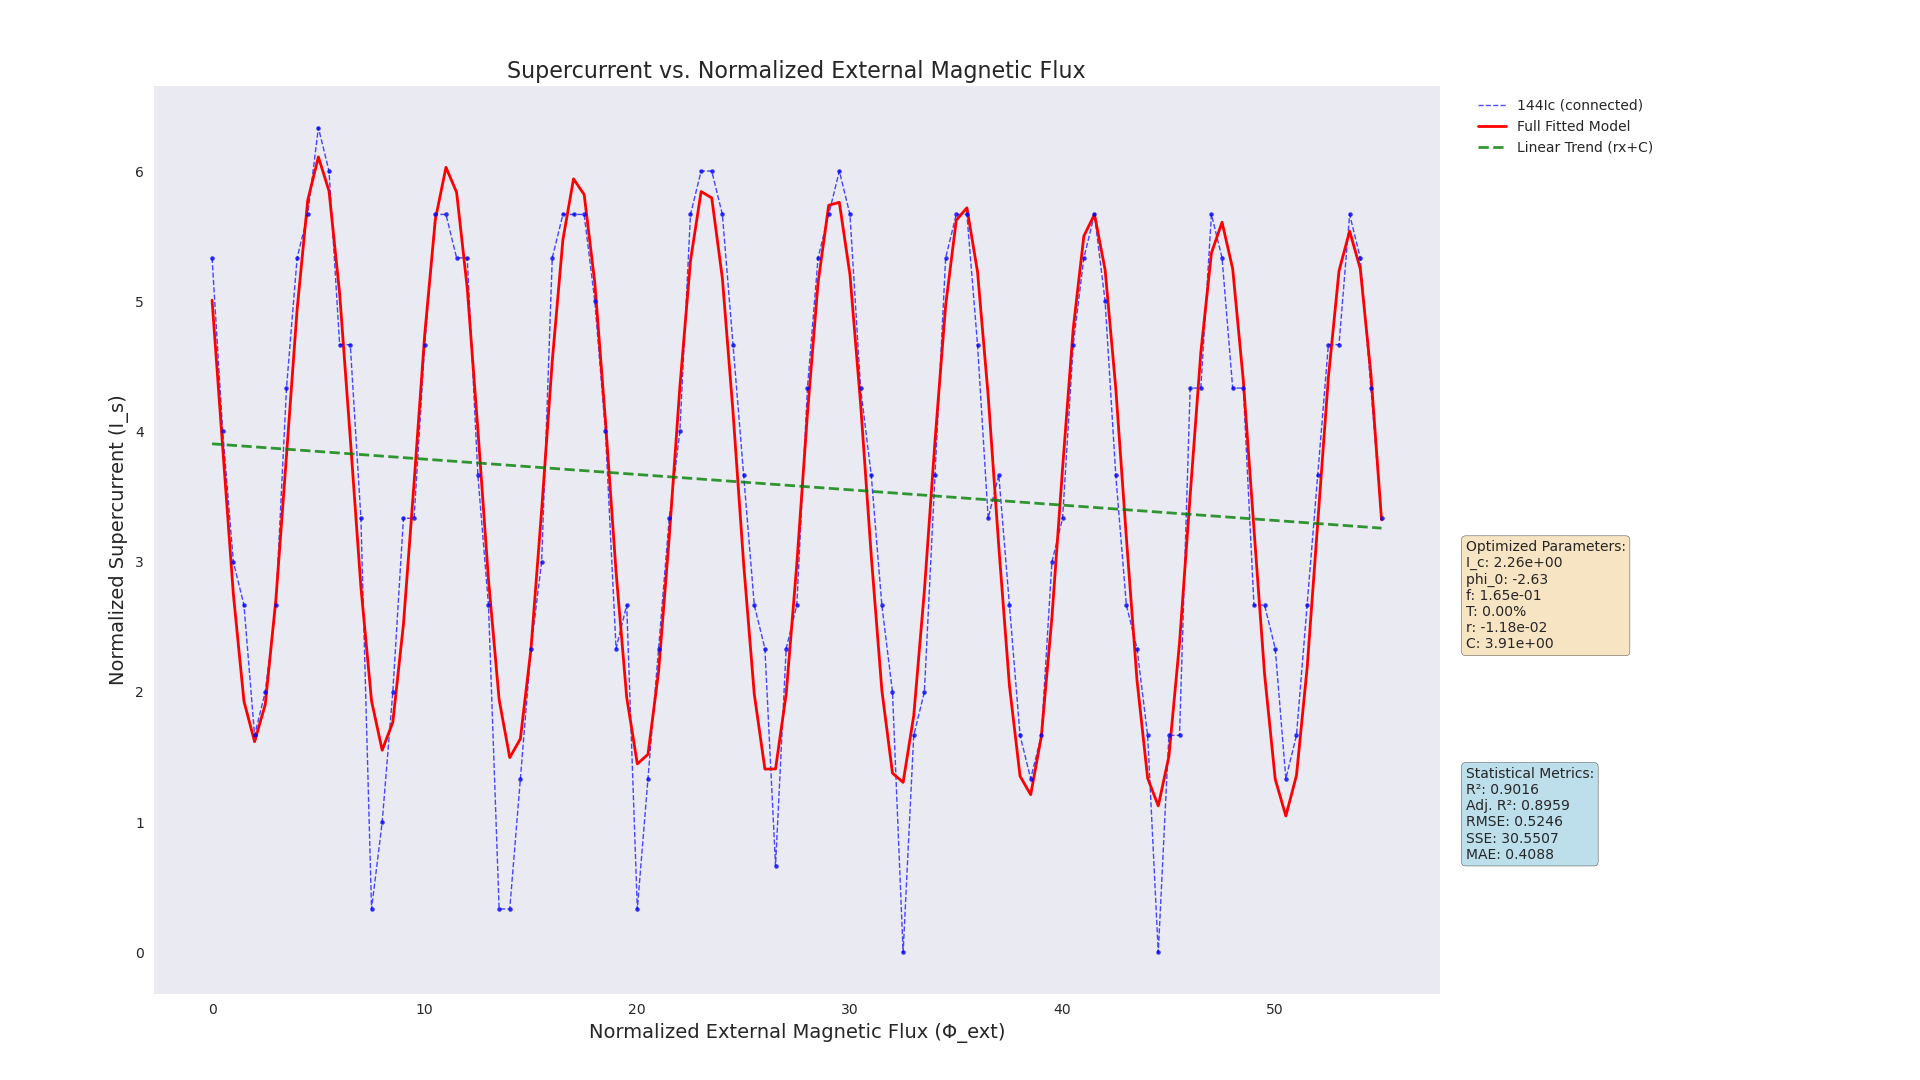 Supercurrent vs. Normalized External Magnetic Flux
144Ic (connected)
Full Fitted Model
Linear Trend (rx+C)
Normalized Supercurrent (I_s)
6
5
4
3
2
1
0
0 10 20 30 40 50
Normalized External Magnetic Flux (Φ_ext)
Optimized Parameters:
I_c: 2.26e+00
phi_0: -2.63
f: 1.65e-01
T: 0.00%
r: -1.18e-02
C: 3.91e+00
Statistical Metrics:
R²: 0.9016
Adj. R²: 0.8959
RMSE: 0.5246
SSE: 30.5507
MAE: 0.4088